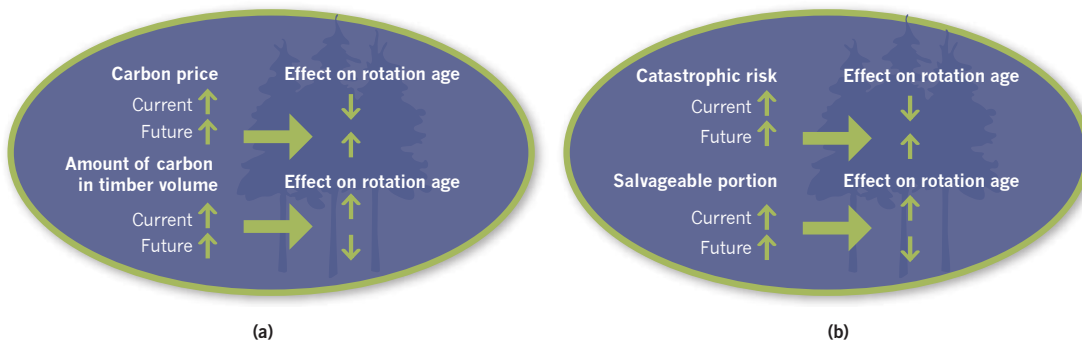 Carbon price
Effect on rotation age
Current ↑
↓
Future ↑
↑
Amount of carbon
in timber volume
Effect on rotation age
Current ↑
↑
Future ↑
↓
(a)
Catastrophic risk
Effect on rotation age
Current ↑
↓
Future ↑
↑
Salvageable portion
Effect on rotation age
Current ↑
↑
Future ↑
↓
(b)